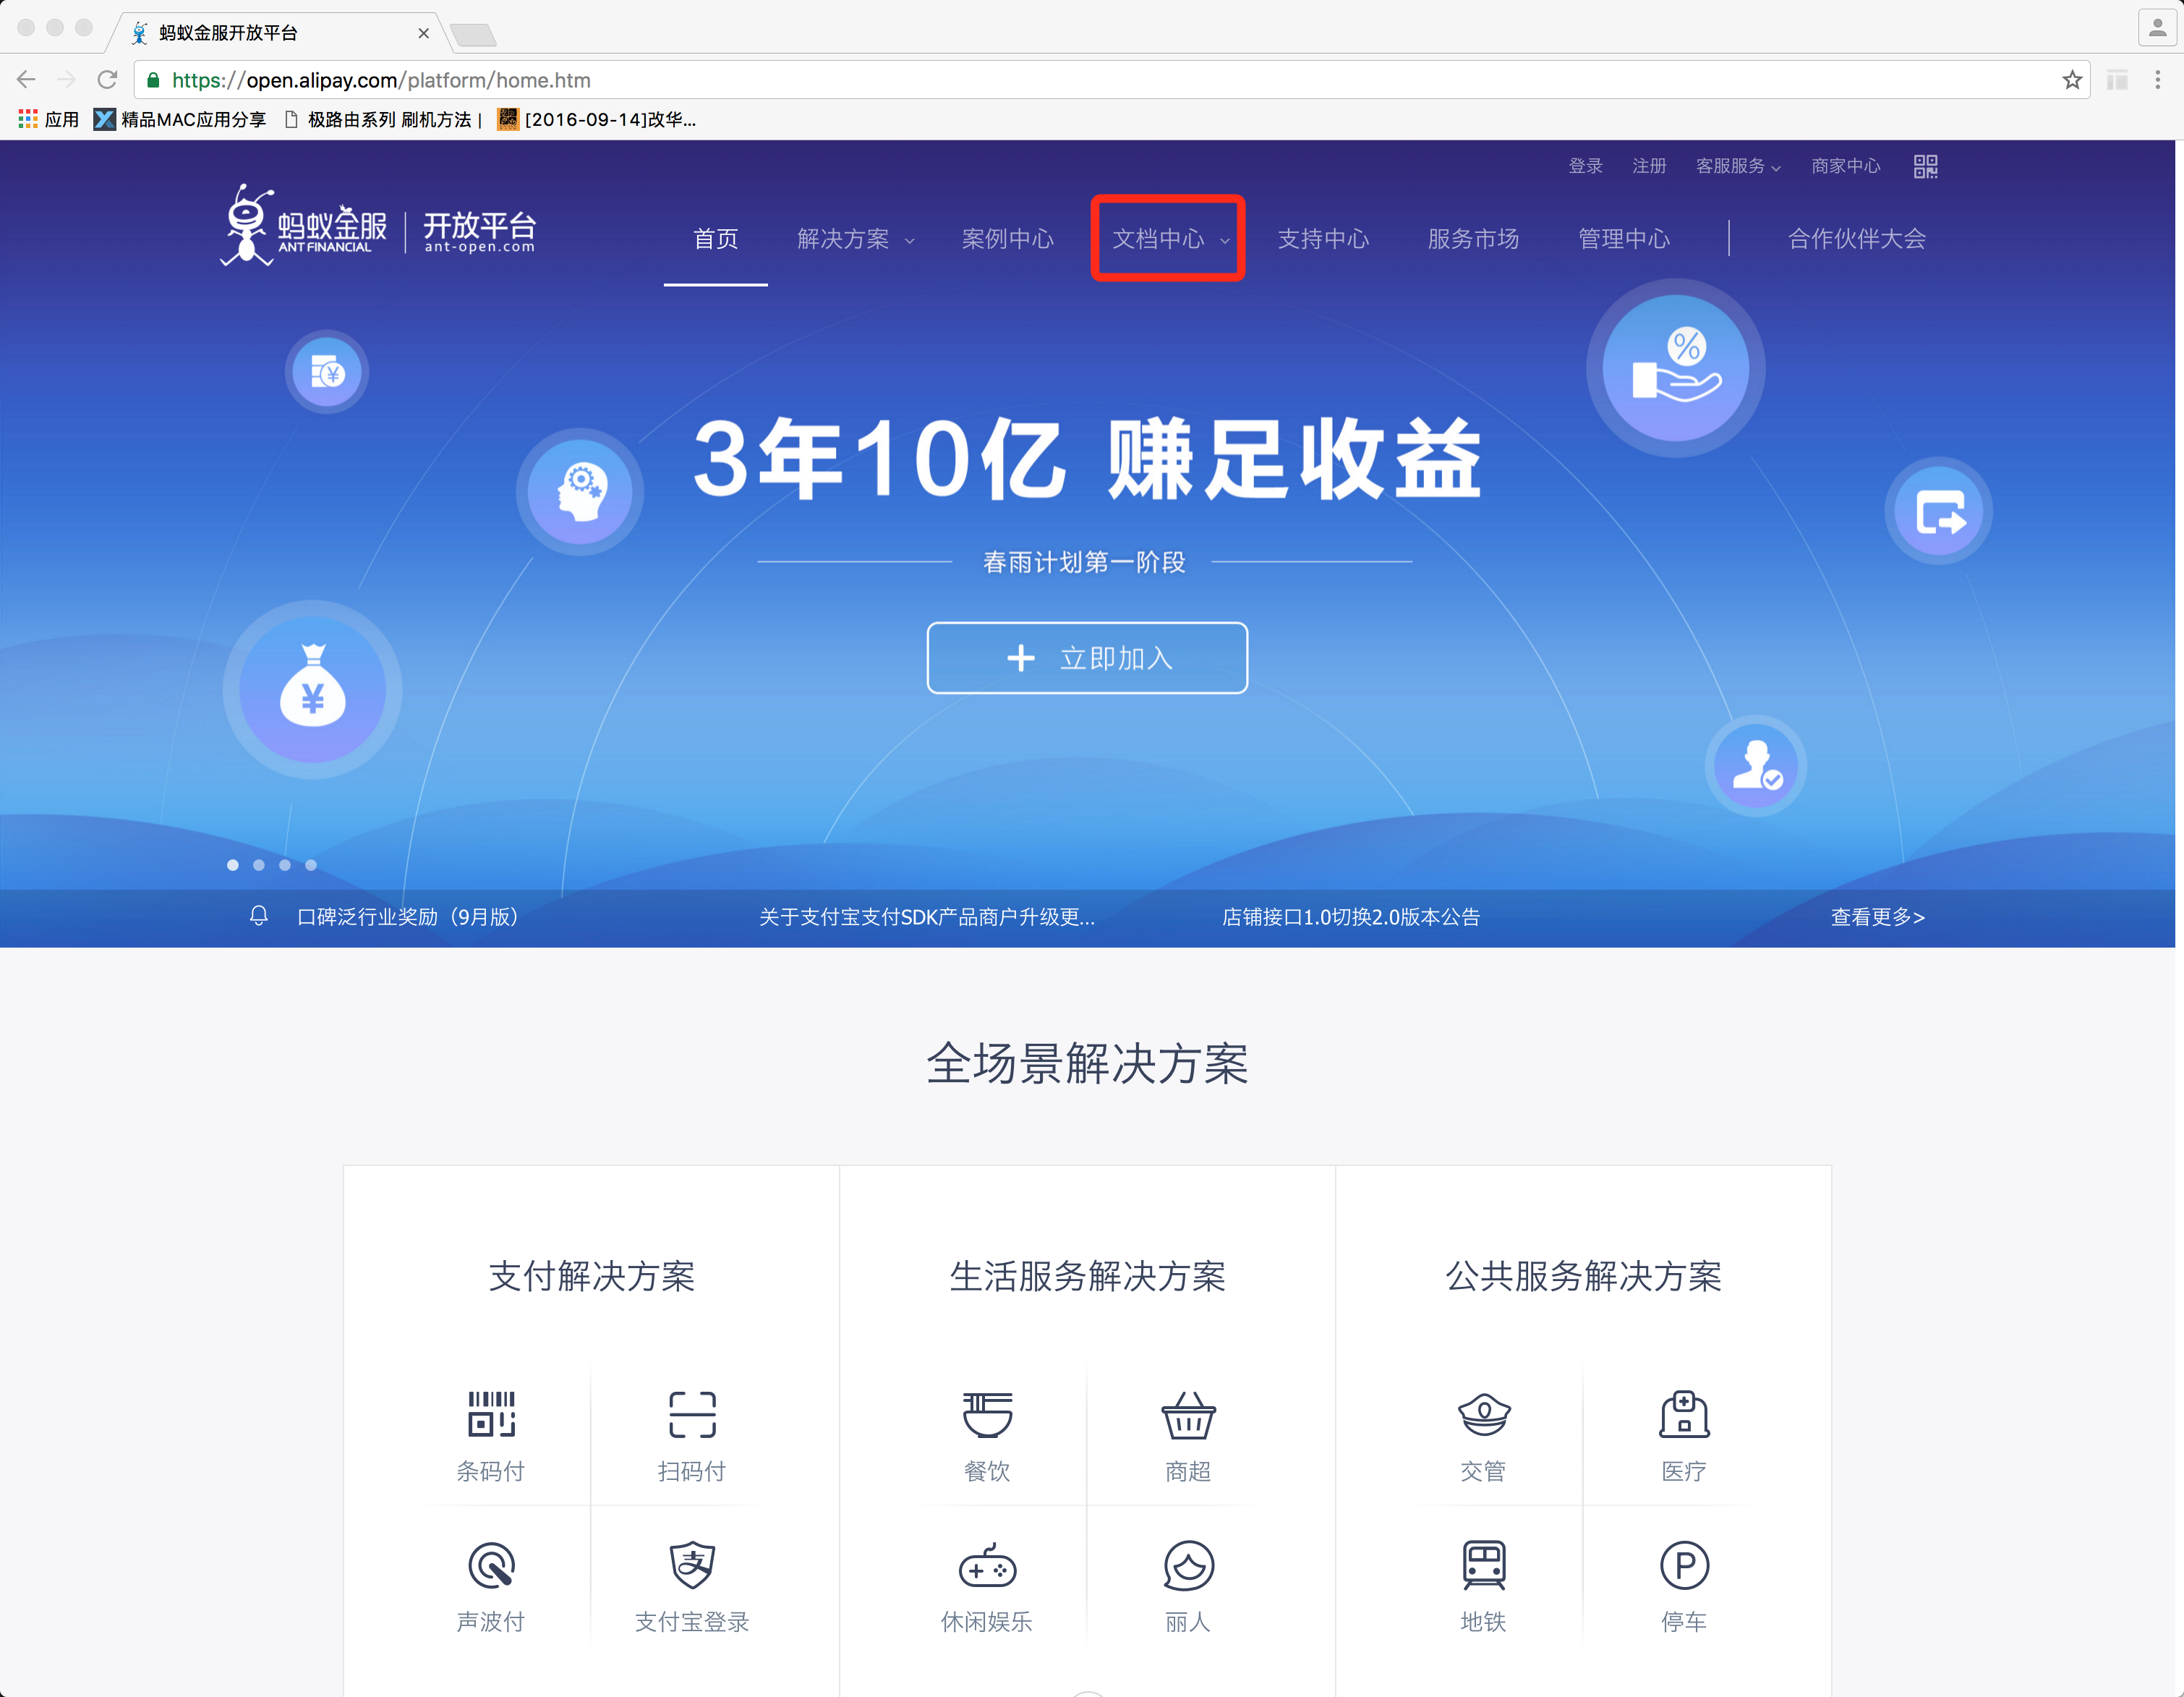 蚂蚁金服开放平台
https://open.alipay.com/platform/home.htm
应用 精品MAC应用分享 极路由系列 刷机方法 | [2016-09-14]改华...
登录 注册 客服服务 商家中心
蚂蚁金服 ANT FINANCIAL 开放平台 ant-open.com
首页 解决方案 案例中心 文档中心 支持中心 服务市场 管理中心 合作伙伴大会
3年10亿 赚足收益
春雨计划第一阶段
+ 立即加入
口碑泛行业奖励（9月版） 关于支付宝支付SDK产品商户升级更... 店铺接口1.0切换2.0版本公告 查看更多>
全场景解决方案
支付解决方案 生活服务解决方案 公共服务解决方案
条码付 扫码付 餐饮 商超 交管 医疗
声波付 支付宝登录 休闲娱乐 丽人 地铁 停车